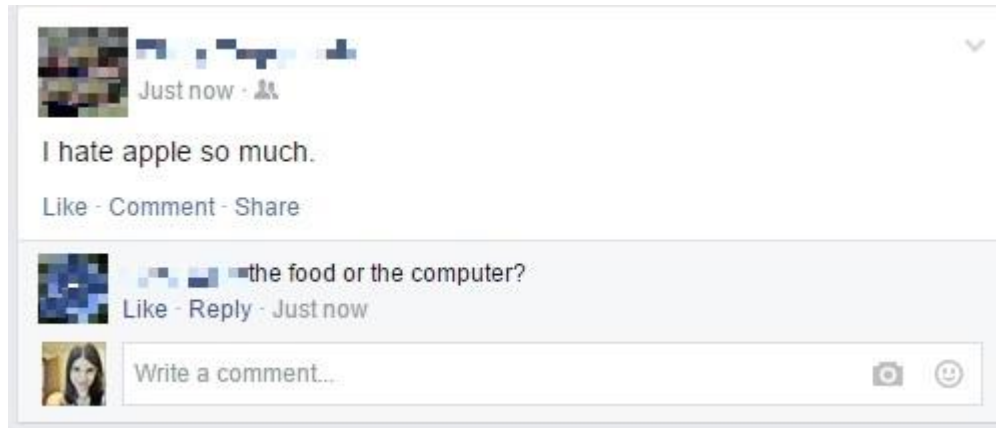 Just now ·
I hate apple so much.
Like · Comment · Share
the food or the computer?
Like · Reply · Just now
Write a comment...